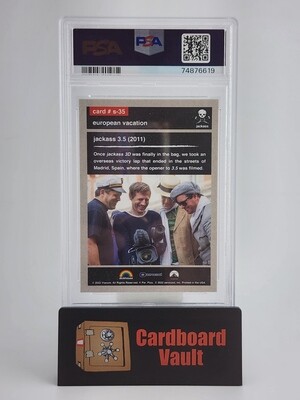 PSA
PSA
74876619
card # s-38
european vacation
jackass
jackass 3.5 (2011)
Once jackass 3D was finally in the bag, we took an
overseas victory lap that ended in the streets of
Madrid, Spain, where the opener to 3.5 was filmed.
Cardboard
Vault